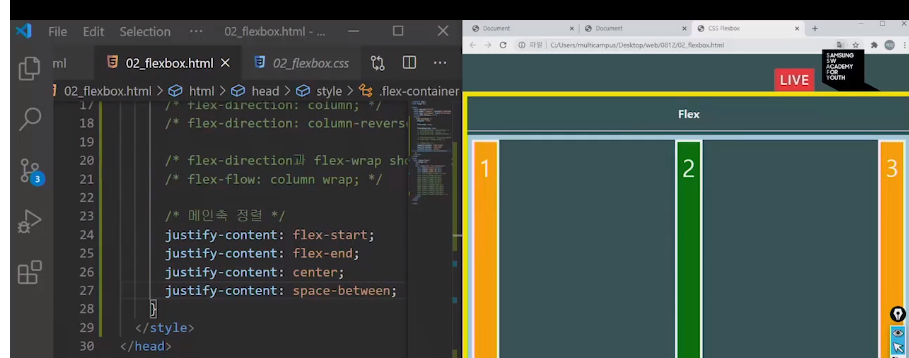 File Edit Selection ··· 02_flexbox.html - ...
Document
Document
CSS Flexbox
ml 02_flexbox.html 02_flexbox.css ···
파일 | C:/Users/multicampus/Desktop/web/0812/02_flexbox.html
02_flexbox.html > html > head > style > .flex-container
SAMSUNG
SW
ACADEMY
FOR
YOUTH
LIVE
17 /* flex-direction: column; */
18 /* flex-direction: column-revers
19
20 /* flex-direction과 flex-wrap sho
21 /* flex-flow: column wrap; */
22
23 /* 메인축 정렬 */
24 justify-content: flex-start;
25 justify-content: flex-end;
26 justify-content: center;
27 justify-content: space-between;
28 }
29 </style>
30 </head>
3
Flex
1
2
3